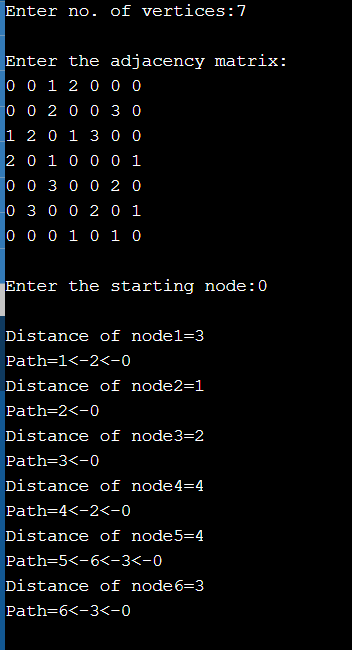 Enter no. of vertices:7
Enter the adjacency matrix:
0 0 1 2 0 0 0
0 0 2 0 0 3 0
1 2 0 1 3 0 0
2 0 1 0 0 0 1
0 0 3 0 0 2 0
0 3 0 0 2 0 1
0 0 0 1 0 1 0
Enter the starting node:0
Distance of node1=3
Path=1<-2<-0
Distance of node2=1
Path=2<-0
Distance of node3=2
Path=3<-0
Distance of node4=4
Path=4<-2<-0
Distance of node5=4
Path=5<-6<-3<-0
Distance of node6=3
Path=6<-3<-0